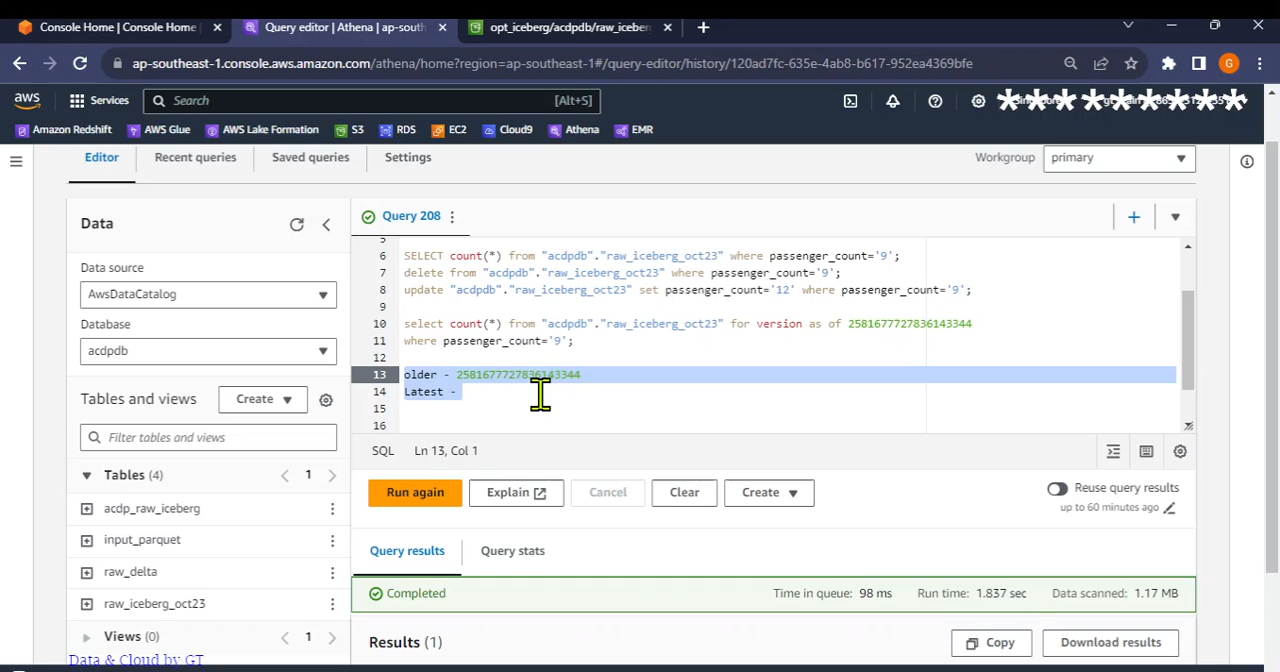 Console Home | Console Home
Query editor | Athena | ap-south
opt_iceberg/acdpdb/raw_iceberg
ap-southeast-1.console.aws.amazon.com/athena/home?region=ap-southeast-1#/query-editor/history/120ad7fc-635e-4ab8-b617-952ea4369bfe
G
aws
Services
Search
[Alt+S]
*********
Amazon Redshift
AWS Glue
AWS Lake Formation
S3
RDS
EC2
Cloud9
Athena
EMR
Editor
Recent queries
Saved queries
Settings
Workgroup
primary
Data
Data source
AwsDataCatalog
Database
acdpdb
Tables and views
Create
Filter tables and views
Tables (4)
1
acdp_raw_iceberg
input_parquet
raw_delta
raw_iceberg_oct23
Views (0)
1
Data & Cloud by GT
Query 208
5
6 SELECT count(*) from "acdpdb"."raw_iceberg_oct23" where passenger_count='9';
7 delete from "acdpdb"."raw_iceberg_oct23" where passenger_count='9';
8 update "acdpdb"."raw_iceberg_oct23" set passenger_count='12' where passenger_count='9';
9
10 select count(*) from "acdpdb"."raw_iceberg_oct23" for version as of 2581677727836143344
11 where passenger_count='9';
12
13 older - 2581677727836143344
14 Latest -
15
16
SQL
Ln 13, Col 1
Run again
Explain
Cancel
Clear
Create
Reuse query results
up to 60 minutes ago
Query results
Query stats
Completed
Time in queue: 98 ms
Run time: 1.837 sec
Data scanned: 1.17 MB
Results (1)
Copy
Download results